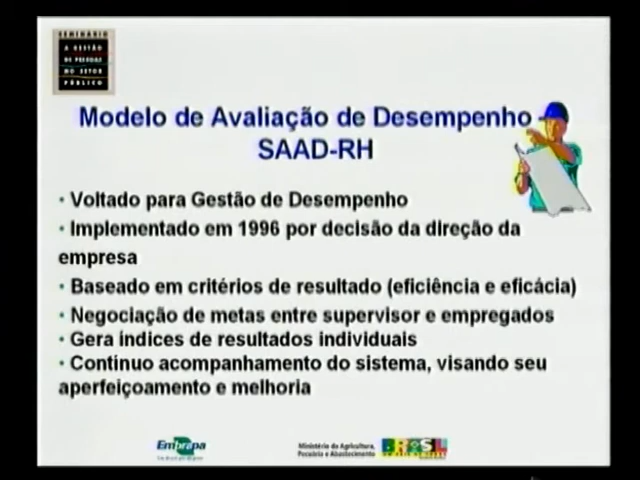 SEMINÁRIO
A GESTÃO
DE PESSOAS
NO SETOR
PÚBLICO
Modelo de Avaliação de Desempenho -
SAAD-RH
• Voltado para Gestão de Desempenho
• Implementado em 1996 por decisão da direção da
empresa
• Baseado em critérios de resultado (eficiência e eficácia)
• Negociação de metas entre supervisor e empregados
• Gera índices de resultados individuais
• Contínuo acompanhamento do sistema, visando seu
aperfeiçoamento e melhoria
Embrapa
Ministério da Agricultura,
Pecuária e Abastecimento
BRASIL